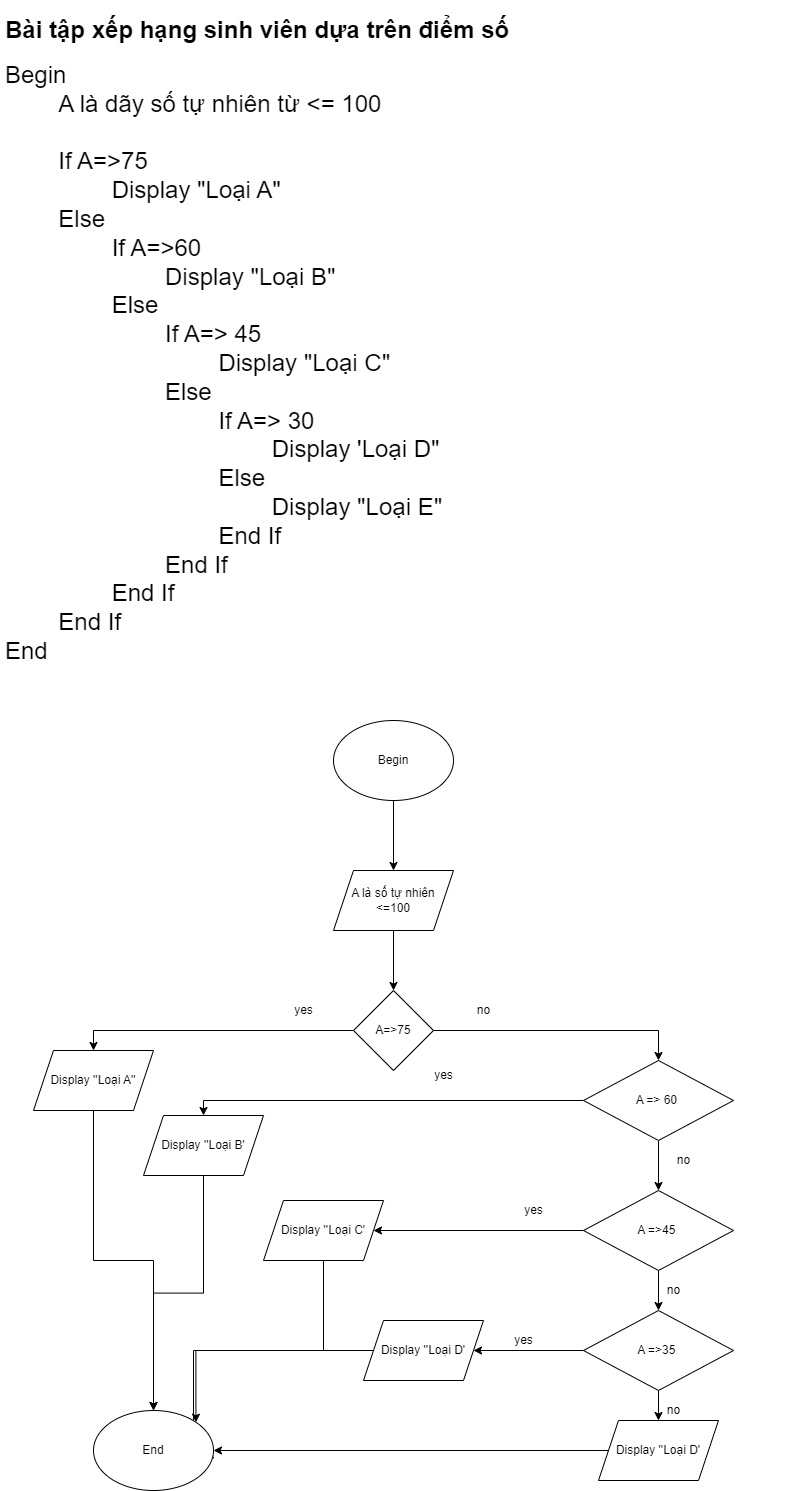 Bài tập xếp hạng sinh viên dựa trên điểm số
Begin
A là dãy số tự nhiên từ <= 100
If A=>75
Display "Loại A"
Else
If A=>60
Display "Loại B"
Else
If A=> 45
Display "Loại C"
Else
If A=> 30
Display 'Loại D"
Else
Display "Loại E"
End If
End If
End If
End If
End
Begin
A là số tự nhiên
<=100
yes
A=>75
no
Display "Loại A"
yes
A => 60
Display "Loại B'
no
yes
Display "Loại C'
A =>45
no
yes
Display "Loại D'
A =>35
no
End
Display "Loại D'